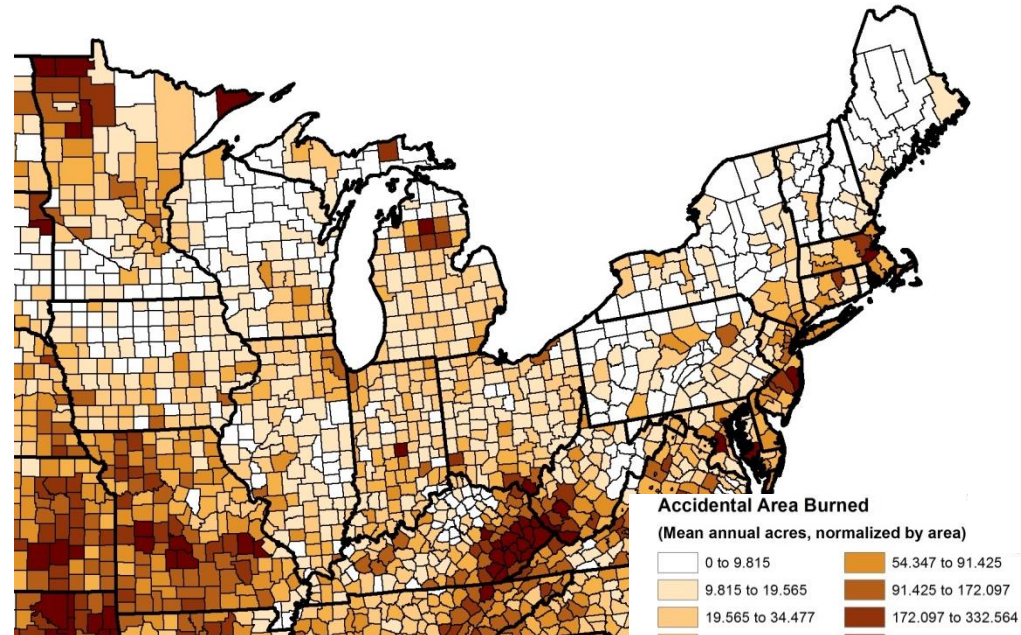 Accidental Area Burned
(Mean annual acres, normalized by area)
0 to 9.815
54.347 to 91.425
9.815 to 19.565
91.425 to 172.097
19.565 to 34.477
172.097 to 332.564